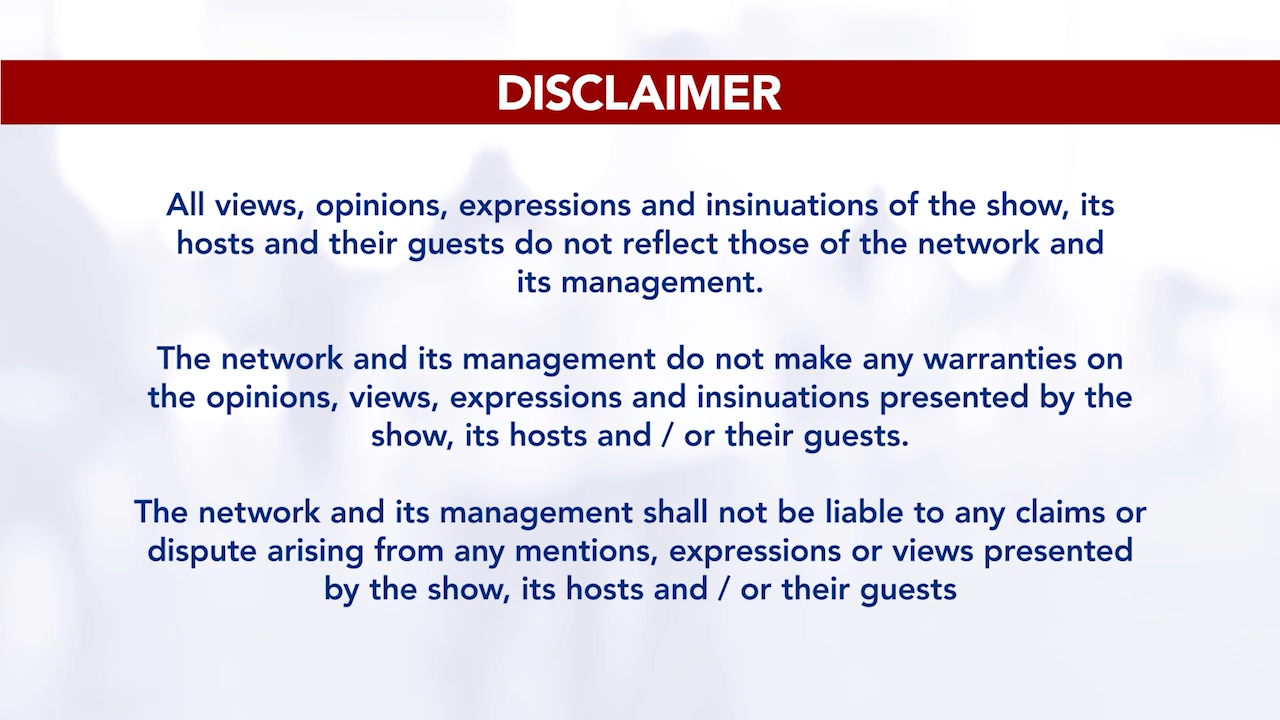 DISCLAIMER
All views, opinions, expressions and insinuations of the show, its
hosts and their guests do not reflect those of the network and
its management.
The network and its management do not make any warranties on
the opinions, views, expressions and insinuations presented by the
show, its hosts and / or their guests.
The network and its management shall not be liable to any claims or
dispute arising from any mentions, expressions or views presented
by the show, its hosts and / or their guests